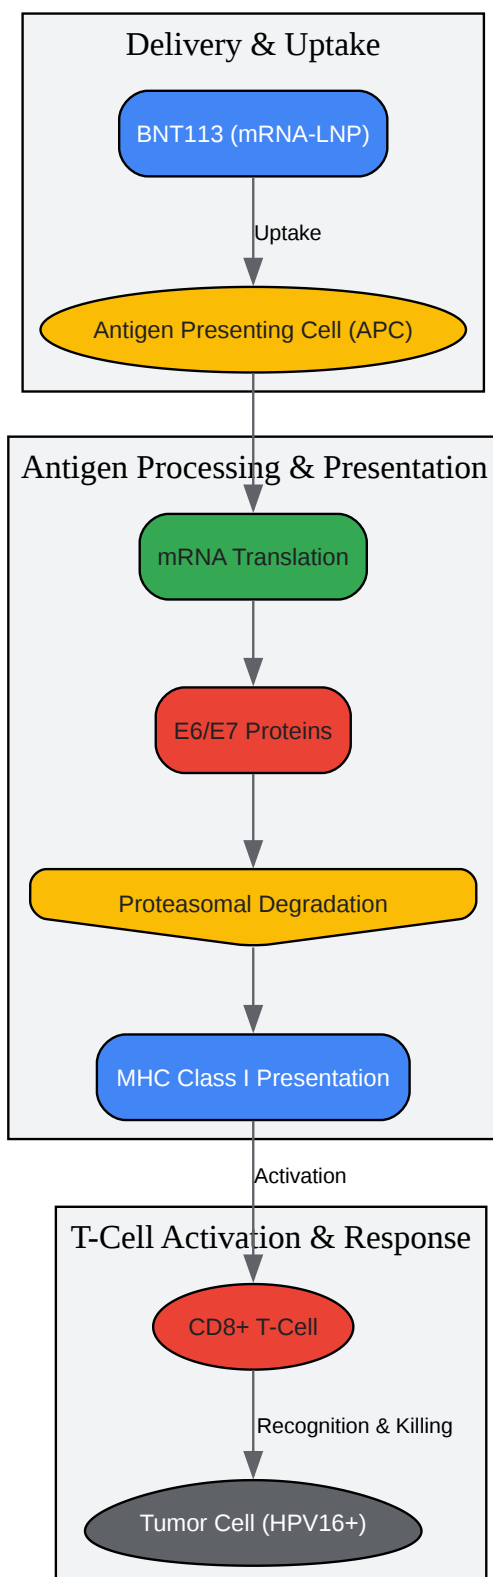 Delivery & Uptake
BNT113 (mRNA-LNP)
Uptake
Antigen Presenting Cell (APC)
Antigen Processing & Presentation
mRNA Translation
E6/E7 Proteins
Proteasomal Degradation
MHC Class I Presentation
Activation
T-Cell Activation & Response
CD8+ T-Cell
Recognition & Killing
Tumor Cell (HPV16+)